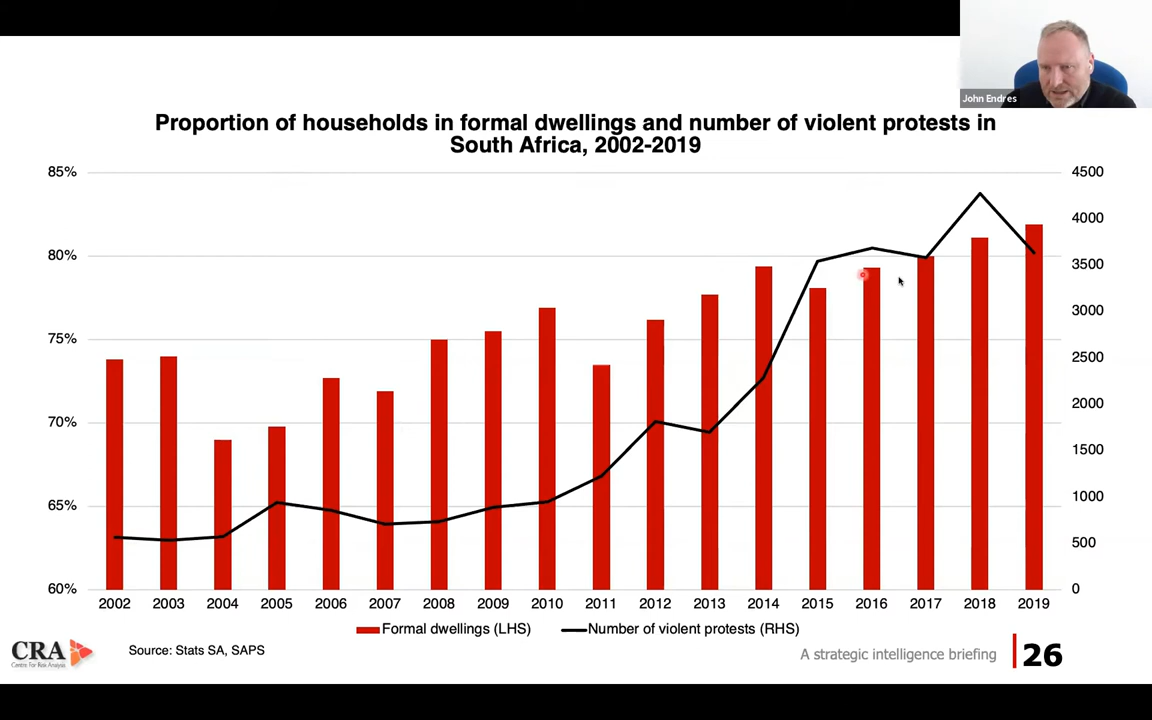 John Endres
Proportion of households in formal dwellings and number of violent protests in
South Africa, 2002-2019
85%
80%
75%
70%
65%
60%
4500
4000
3500
3000
2500
2000
1500
1000
500
0
2002 2003 2004 2005 2006 2007 2008 2009 2010 2011 2012 2013 2014 2015 2016 2017 2018 2019
Formal dwellings (LHS) Number of violent protests (RHS)
CRA
Centre For Risk Analysis
Source: Stats SA, SAPS
A strategic intelligence briefing 26